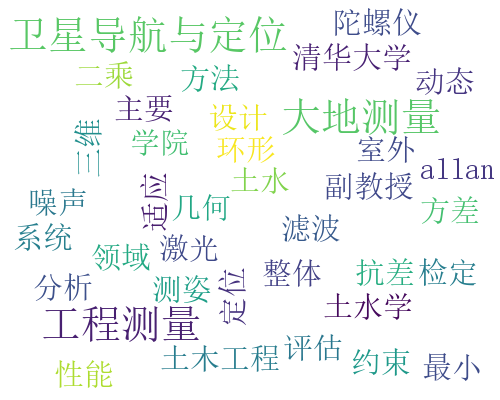 卫星导航与定位
陀螺仪
清华大学
二乘
方法
动态
主要
设计
大地测量
三维
学院
环形
室外
allan
土水
副教授
适应
噪声
几何
方差
系统
滤波
领域
激光
整体
抗差
检定
分析
测姿
定位
土水学
工程测量
土木工程
评估
约束
最小
性能